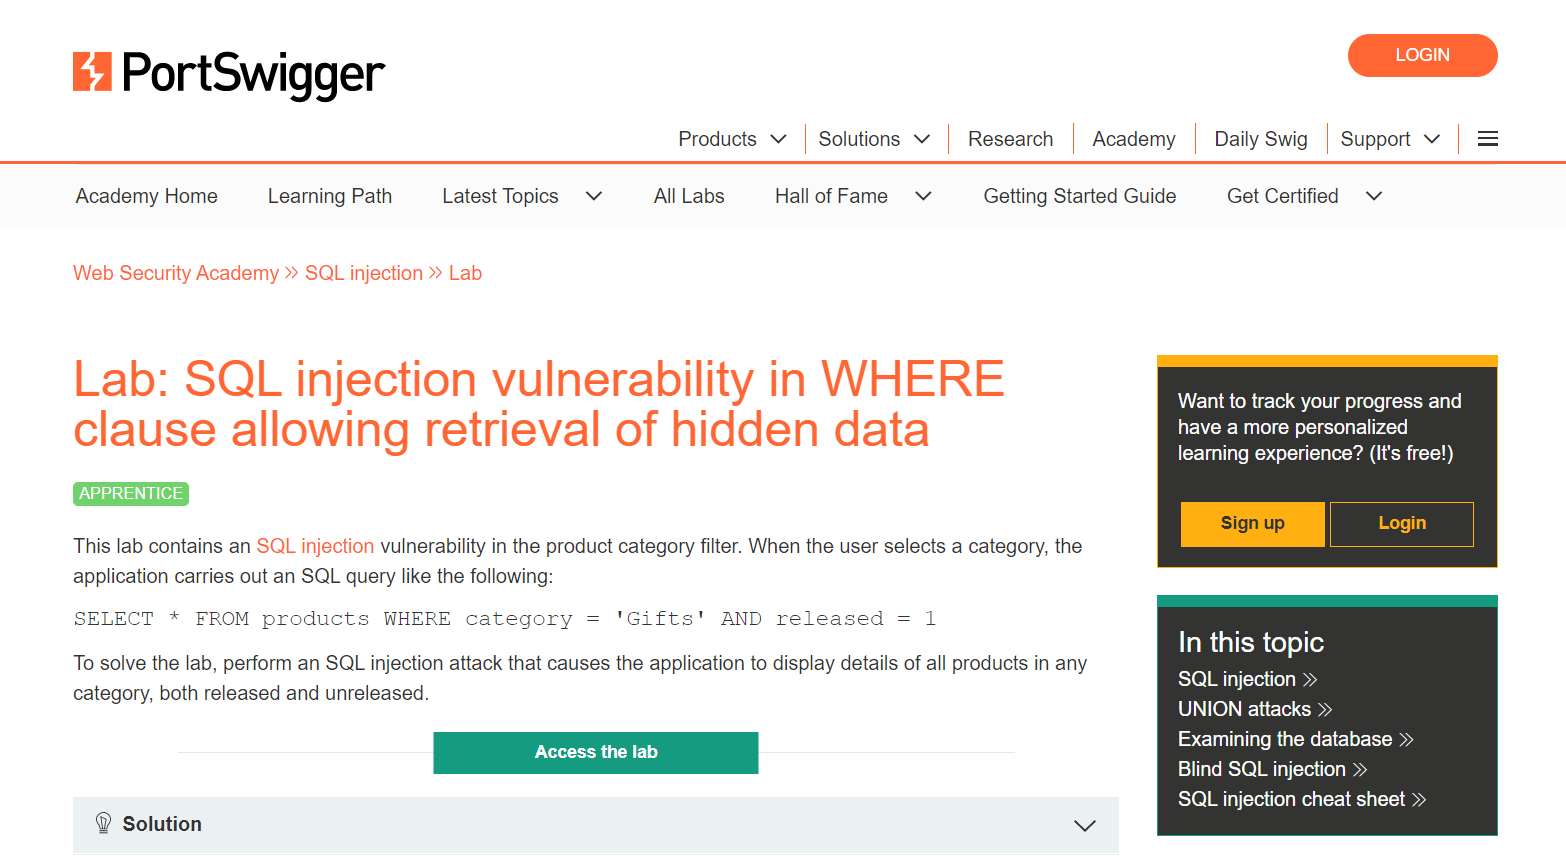 PortSwigger
LOGIN
Products
Solutions
Research
Academy
Daily Swig
Support
Academy Home
Learning Path
Latest Topics
All Labs
Hall of Fame
Getting Started Guide
Get Certified
Web Security Academy » SQL injection » Lab
Lab: SQL injection vulnerability in WHERE
clause allowing retrieval of hidden data
APPRENTICE
This lab contains an SQL injection vulnerability in the product category filter. When the user selects a category, the
application carries out an SQL query like the following:
SELECT * FROM products WHERE category = 'Gifts' AND released = 1
To solve the lab, perform an SQL injection attack that causes the application to display details of all products in any
category, both released and unreleased.
Access the lab
Solution
Want to track your progress and
have a more personalized
learning experience? (It's free!)
Sign up
Login
In this topic
SQL injection »
UNION attacks »
Examining the database »
Blind SQL injection »
SQL injection cheat sheet »